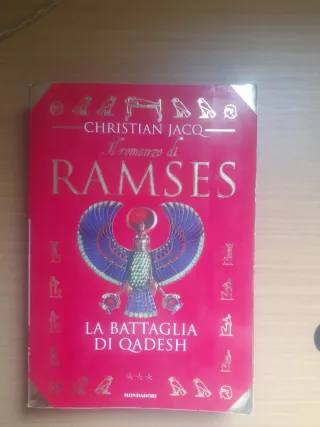 CHRISTIAN JACQ
Il romanzo di
RAMSES
LA BATTAGLIA
DI QADESH
***
MONDADORI